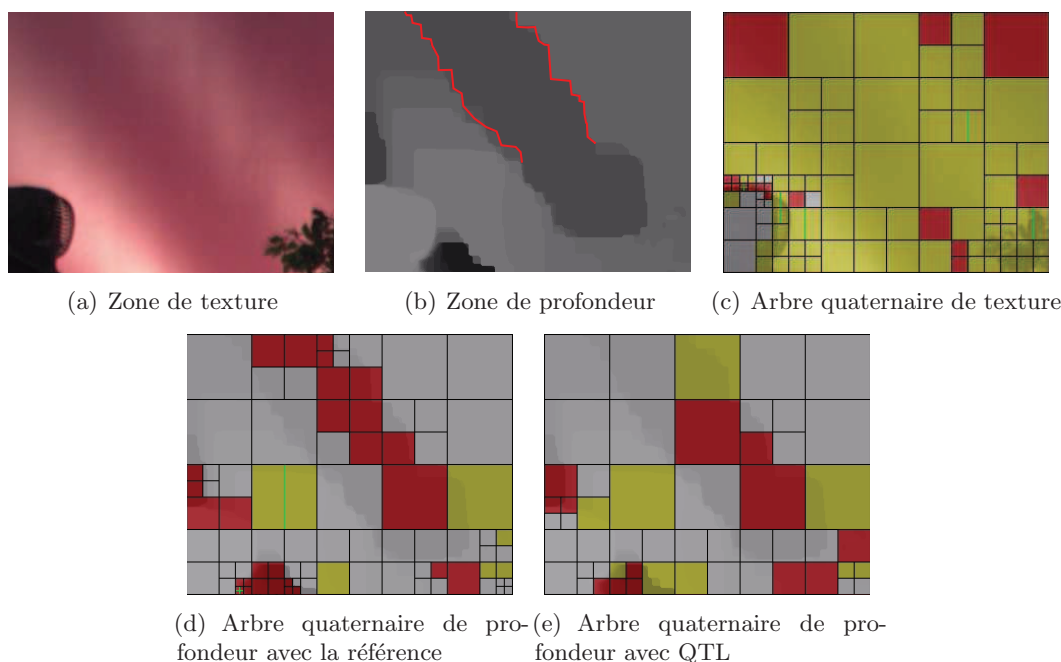 (a) Zone de texture
(b) Zone de profondeur
(c) Arbre quaternaire de texture
(d) Arbre quaternaire de pro-
fondeur avec la référence
(e) Arbre quaternaire de pro-
fondeur avec QTL